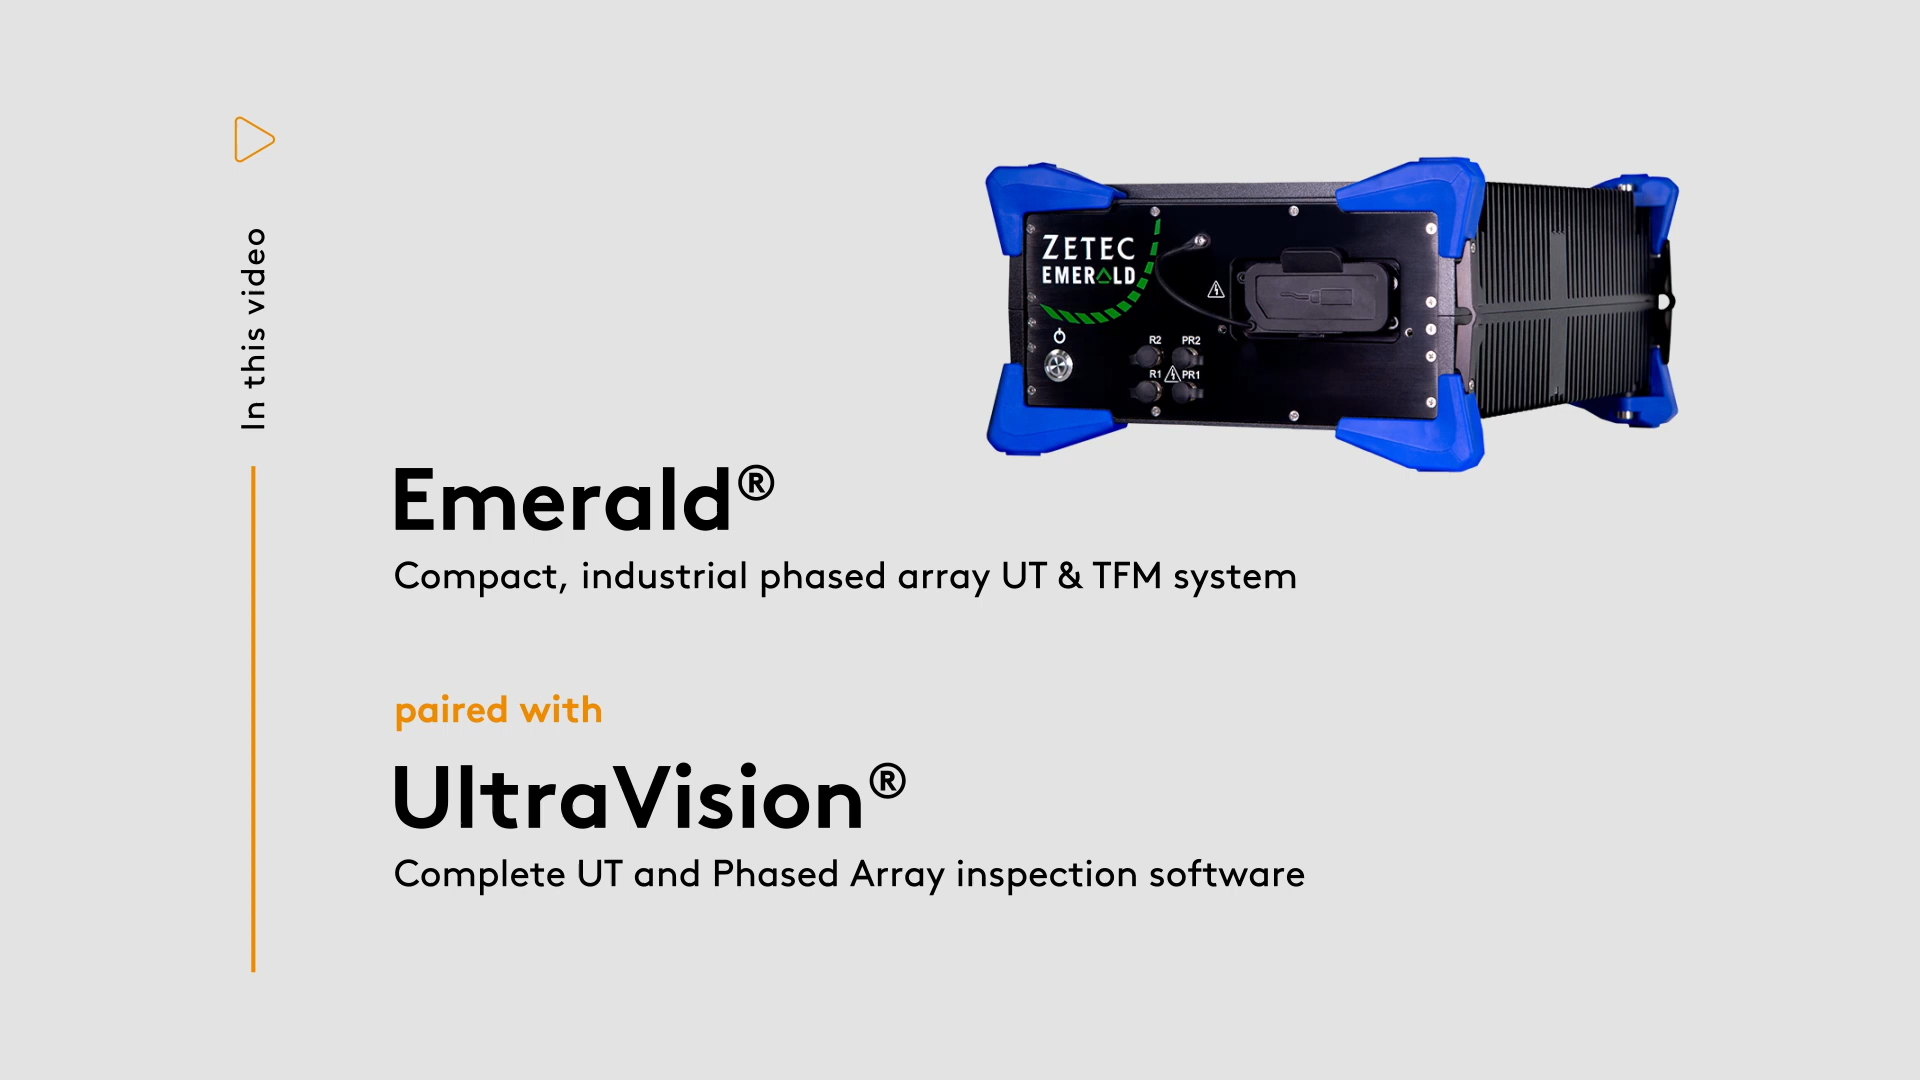 In this video
ZETEC
EMERALD
R2 PR2
R1 PR1
Emerald®
Compact, industrial phased array UT & TFM system
paired with
UltraVision®
Complete UT and Phased Array inspection software